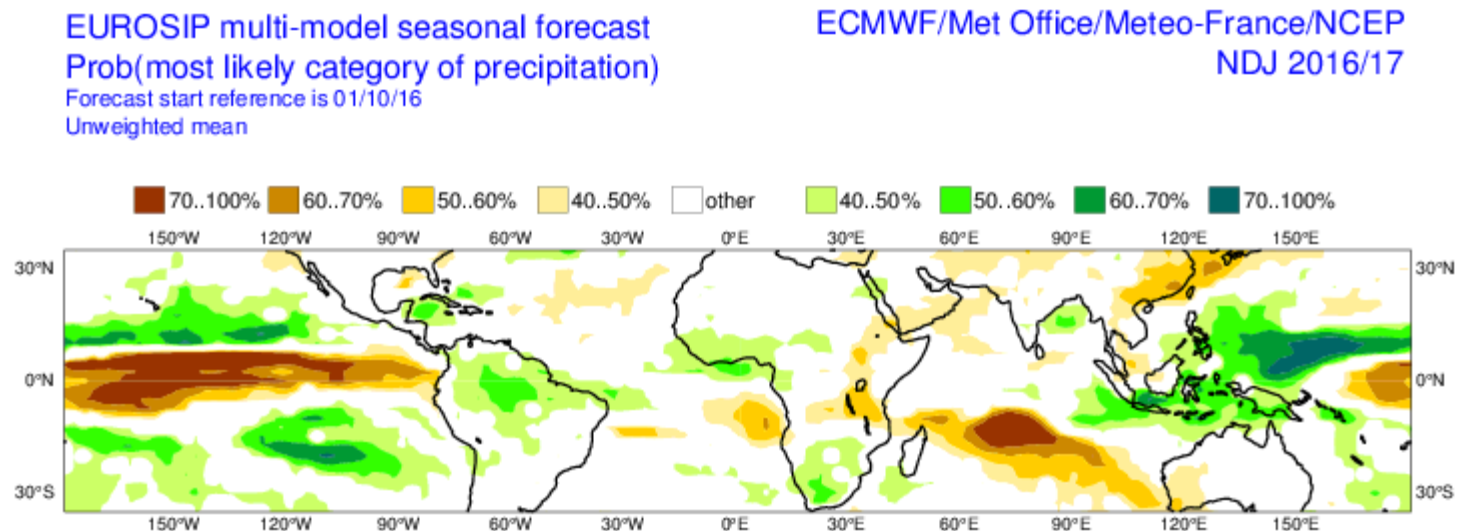 EUROSIP multi-model seasonal forecast
Prob(most likely category of precipitation)
Forecast start reference is 01/10/16
Unweighted mean
ECMWF/Met Office/Meteo-France/NCEP
NDJ 2016/17
70..100% 60..70% 50..60% 40..50% other 40..50% 50..60% 60..70% 70..100%
150°W 120°W 90°W 60°W 30°W 0°E 30°E 60°E 90°E 120°E 150°E
30°N 30°N
0°N 0°N
30°S 30°S
150°W 120°W 90°W 60°W 30°W 0°E 30°E 60°E 90°E 120°E 150°E